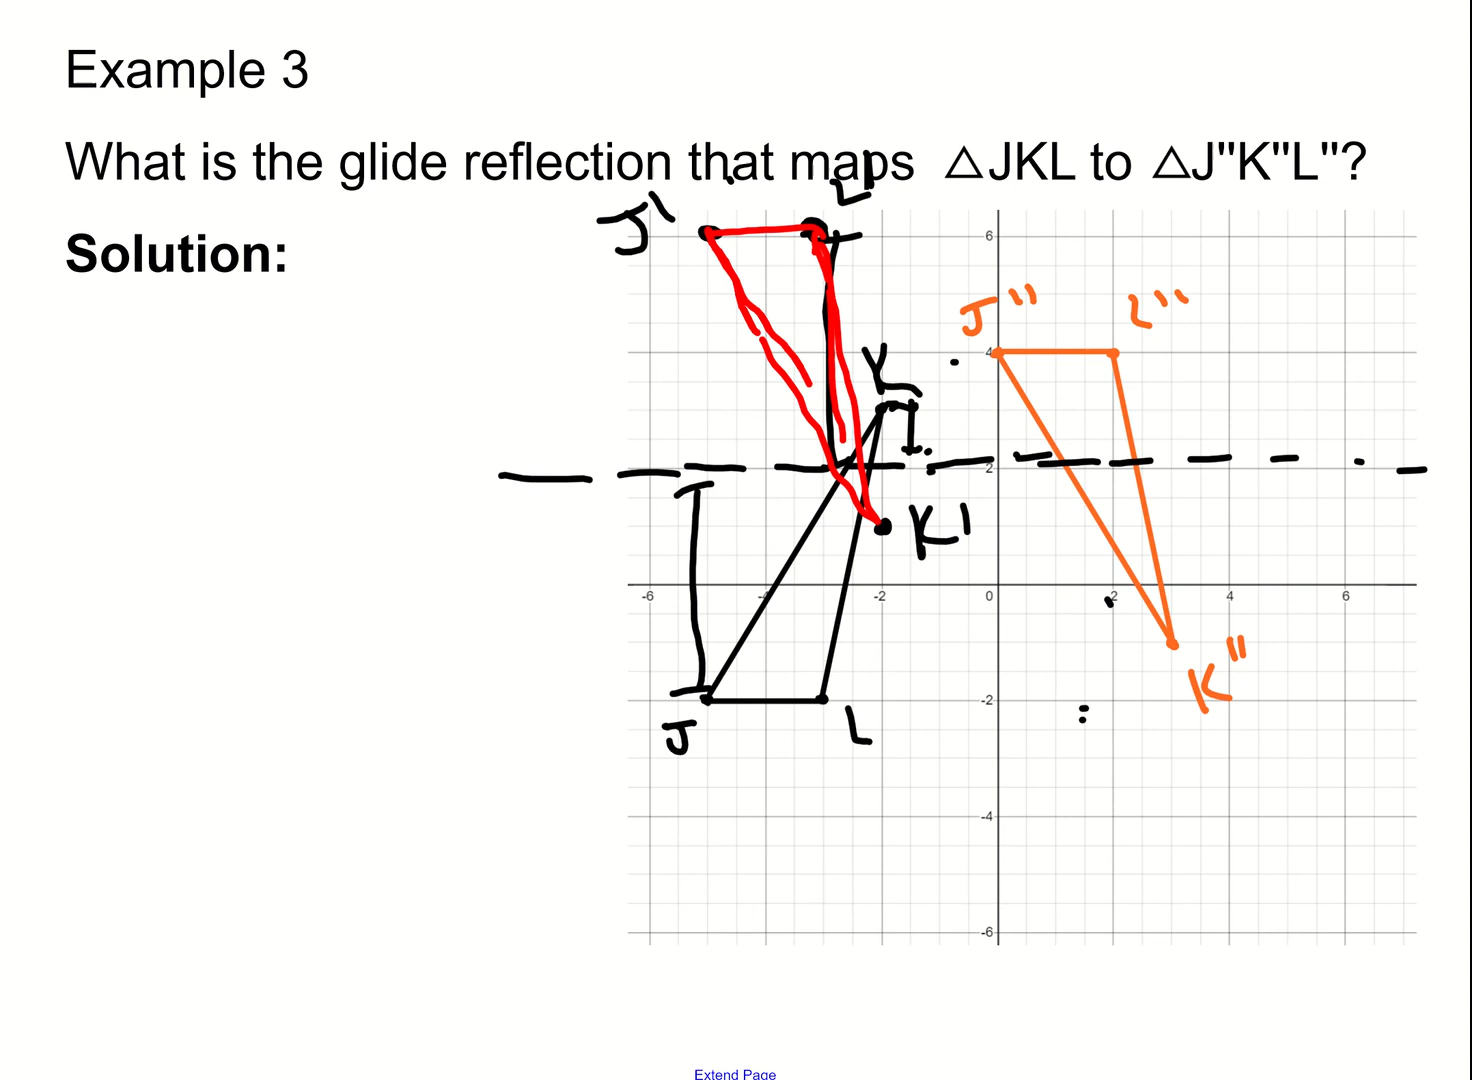 Example 3
What is the glide reflection that maps △JKL to △J"K"L"?
Solution:
J'
L'
6
J"
L"
K
4
2
K'
-6
-4
-2
0
2
4
6
K"
J
L
-2
-4
-6
Extend Page